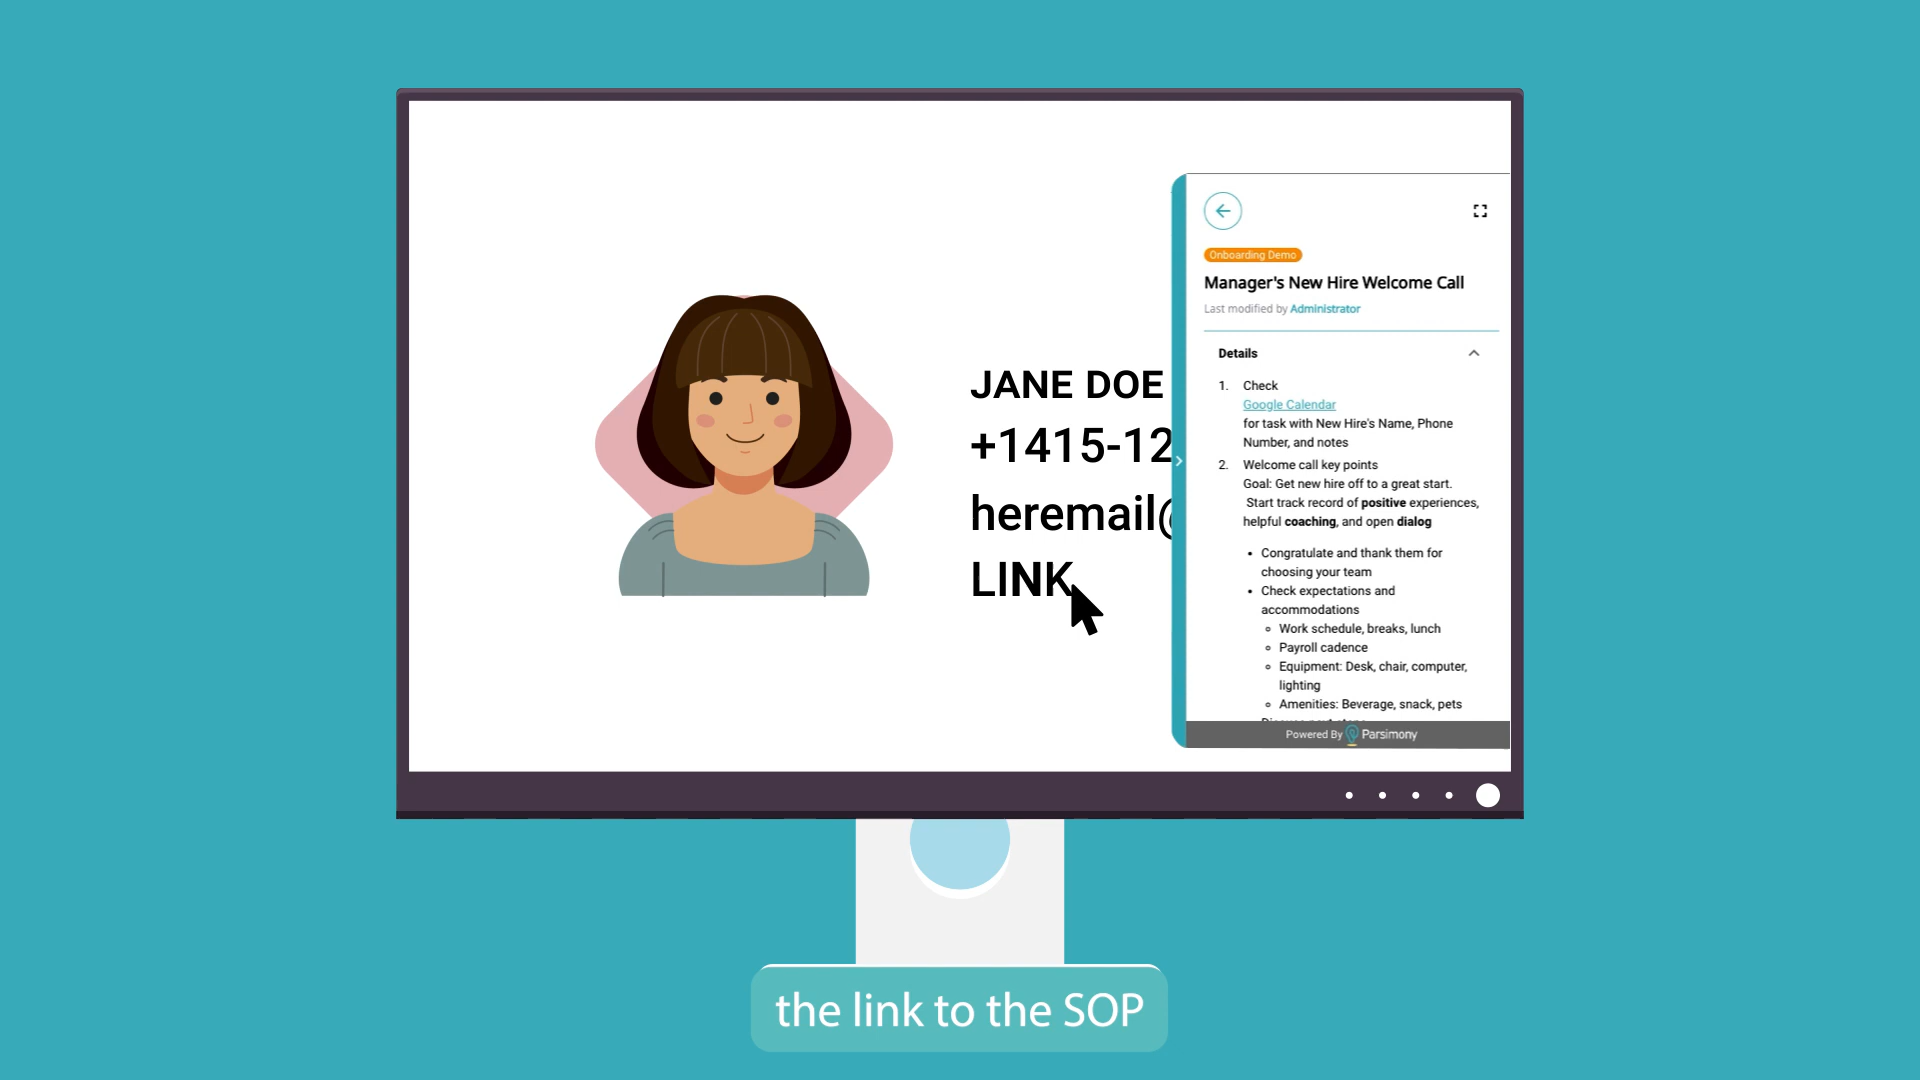 JANE DOE
+1415-12
heremail@
LINK
Onboarding Demo
Manager's New Hire Welcome Call
Last modified by Administrator
Details
1. Check
Google Calendar
for task with New Hire's Name, Phone
Number, and notes
2. Welcome call key points
Goal: Get new hire off to a great start.
Start track record of positive experiences,
helpful coaching, and open dialog
• Congratulate and thank them for
choosing your team
• Check expectations and
accommodations
Work schedule, breaks, lunch
Payroll cadence
Equipment: Desk, chair, computer,
lighting
Amenities: Beverage, snack, pets
Powered By Parsimony
the link to the SOP